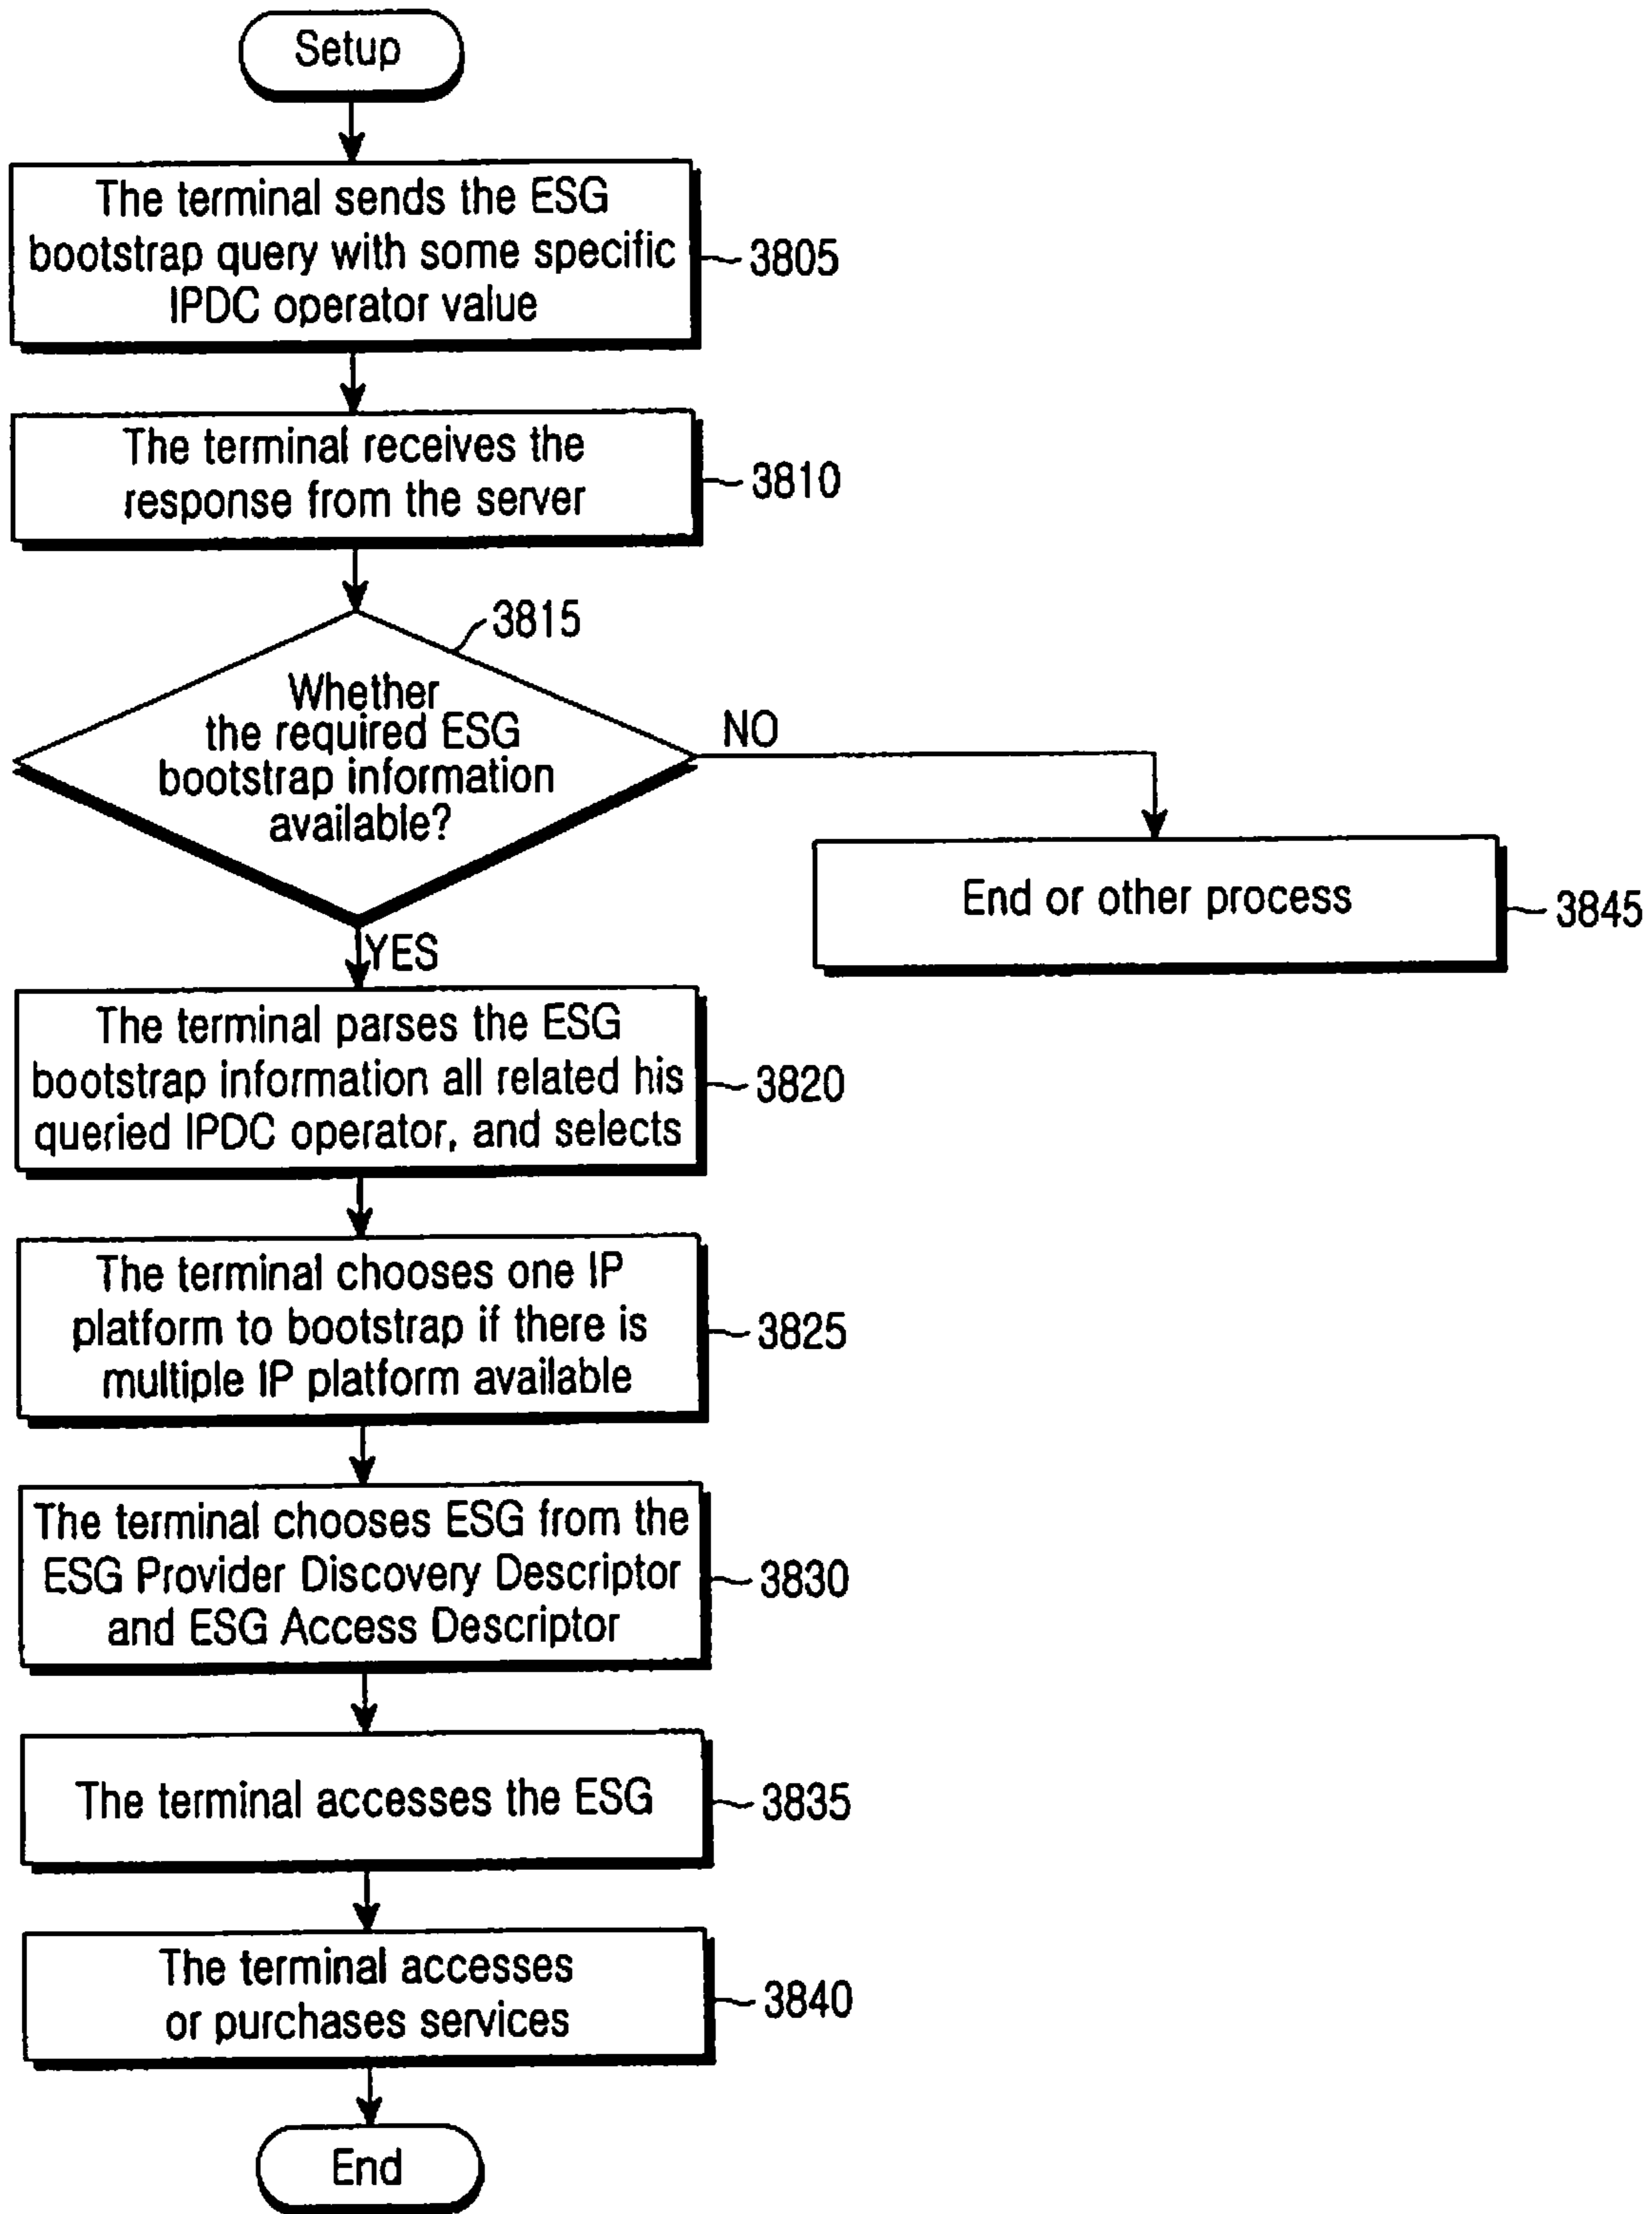 Setup
The terminal sends the ESG
bootstrap query with some specific
IPDC operator value
3805
The terminal receives the
response from the server
3810
3815
Whether
the required ESG
bootstrap information
available?
NO
End or other process
3845
YES
The terminal parses the ESG
bootstrap information all related his
queried IPDC operator, and selects
3820
The terminal chooses one IP
platform to bootstrap if there is
multiple IP platform available
3825
The terminal chooses ESG from the
ESG Provider Discovery Descriptor
and ESG Access Descriptor
3830
The terminal accesses the ESG
3835
The terminal accesses
or purchases services
3840
End